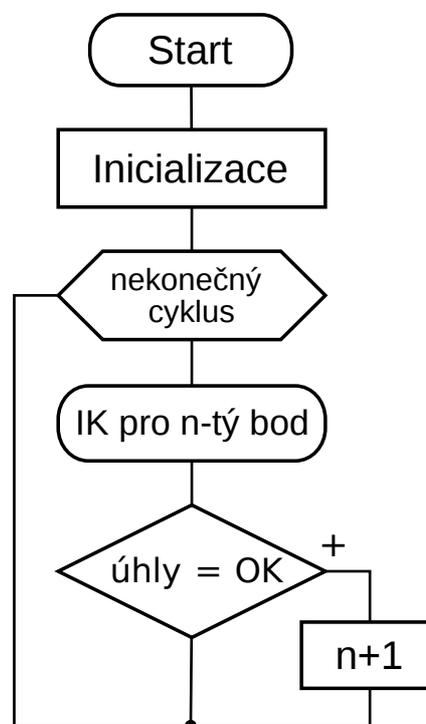 Start
Inicializace
nekonečný
cyklus
IK pro n-tý bod
+
úhly = OK
n+1